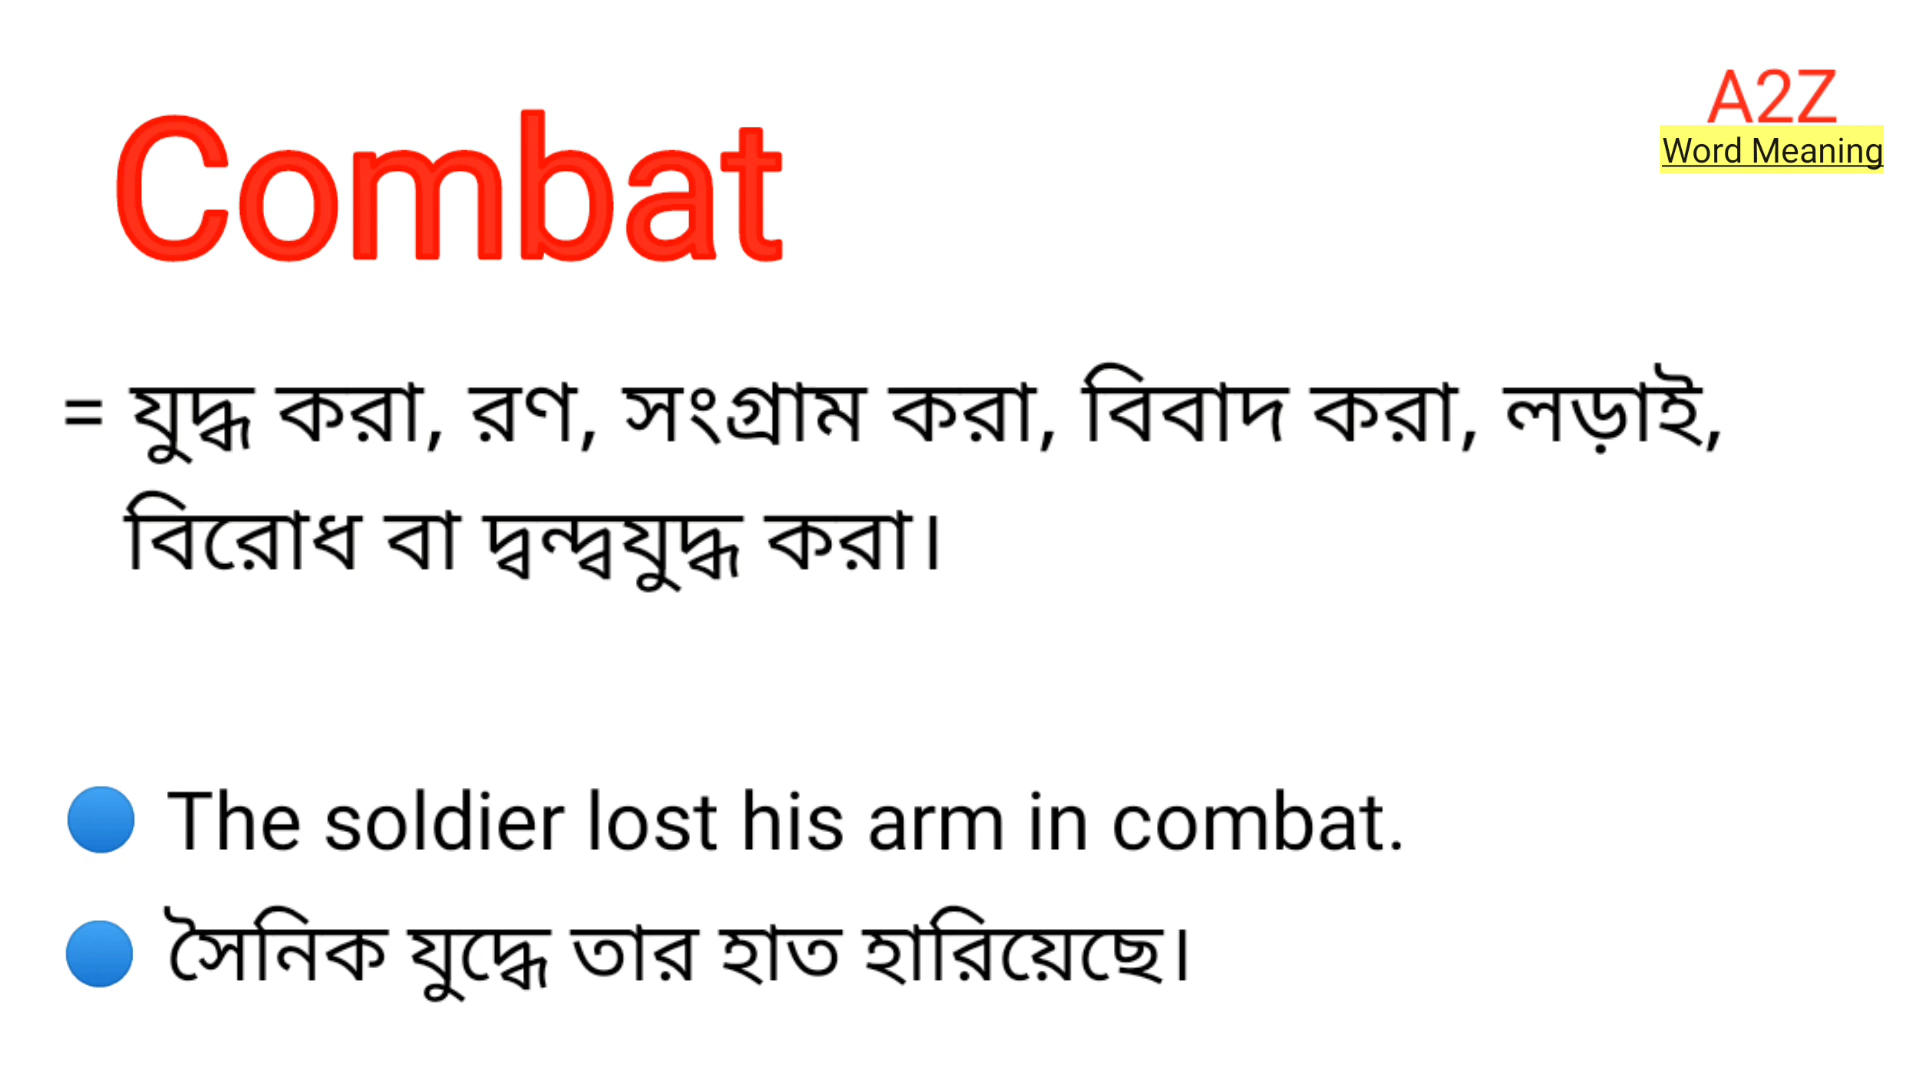 A2Z
Word Meaning
Combat
= যুদ্ধ করা, রণ, সংগ্রাম করা, বিবাদ করা, লড়াই,
বিরোধ বা দ্বন্দ্বযুদ্ধ করা।
The soldier lost his arm in combat.
সৈনিক যুদ্ধে তার হাত হারিয়েছে।